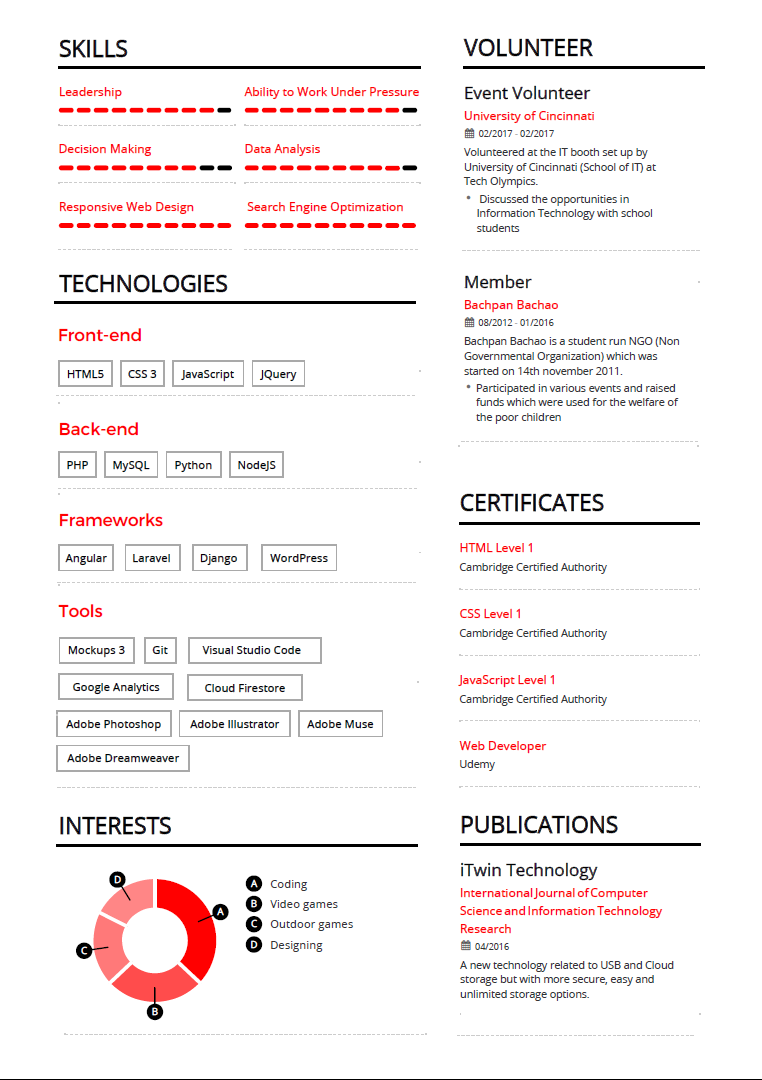 SKILLS
Leadership
Ability to Work Under Pressure
Decision Making
Data Analysis
Responsive Web Design
Search Engine Optimization
TECHNOLOGIES
Front-end
HTML5 CSS 3 JavaScript JQuery
Back-end
PHP MySQL Python NodeJS
Frameworks
Angular Laravel Django WordPress
Tools
Mockups 3 Git Visual Studio Code
Google Analytics Cloud Firestore
Adobe Photoshop Adobe Illustrator Adobe Muse
Adobe Dreamweaver
INTERESTS
D
A
C
B
A Coding
B Video games
C Outdoor games
D Designing
VOLUNTEER
Event Volunteer
University of Cincinnati
02/2017 - 02/2017
Volunteered at the IT booth set up by
University of Cincinnati (School of IT) at
Tech Olympics.
• Discussed the opportunities in
Information Technology with school
students
Member
Bachpan Bachao
08/2012 - 01/2016
Bachpan Bachao is a student run NGO (Non
Governmental Organization) which was
started on 14th november 2011.
• Participated in various events and raised
funds which were used for the welfare of
the poor children
CERTIFICATES
HTML Level 1
Cambridge Certified Authority
CSS Level 1
Cambridge Certified Authority
JavaScript Level 1
Cambridge Certified Authority
Web Developer
Udemy
PUBLICATIONS
iTwin Technology
International Journal of Computer
Science and Information Technology
Research
04/2016
A new technology related to USB and Cloud
storage but with more secure, easy and
unlimited storage options.